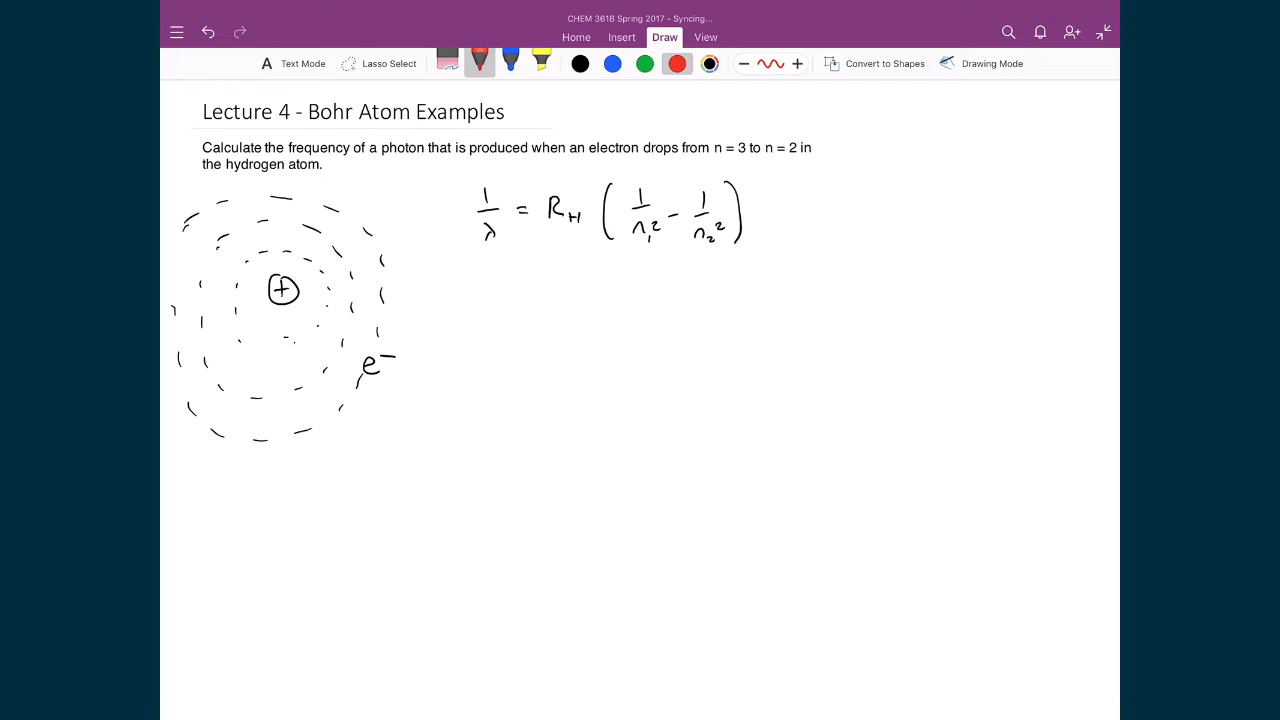 CHEM 361B Spring 2017 - Syncing...
Home Insert Draw View
A Text Mode Lasso Select Convert to Shapes Drawing Mode
Lecture 4 - Bohr Atom Examples
Calculate the frequency of a photon that is produced when an electron drops from n = 3 to n = 2 in
the hydrogen atom.
1/λ = R_H (1/n₁² - 1/n₂²)
+
e⁻